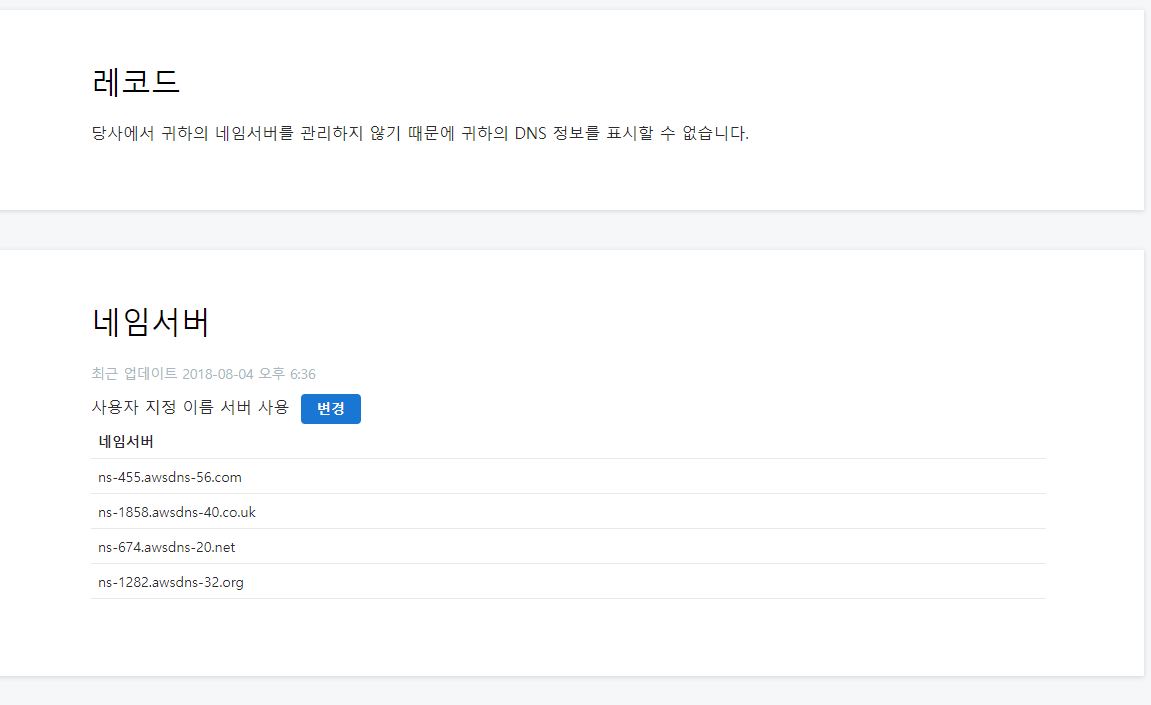 레코드
당사에서 귀하의 네임서버를 관리하지 않기 때문에 귀하의 DNS 정보를 표시할 수 없습니다.
네임서버
최근 업데이트 2018-08-04 오후 6:36
사용자 지정 이름 서버 사용 변경
네임서버
ns-455.awsdns-56.com
ns-1858.awsdns-40.co.uk
ns-674.awsdns-20.net
ns-1282.awsdns-32.org